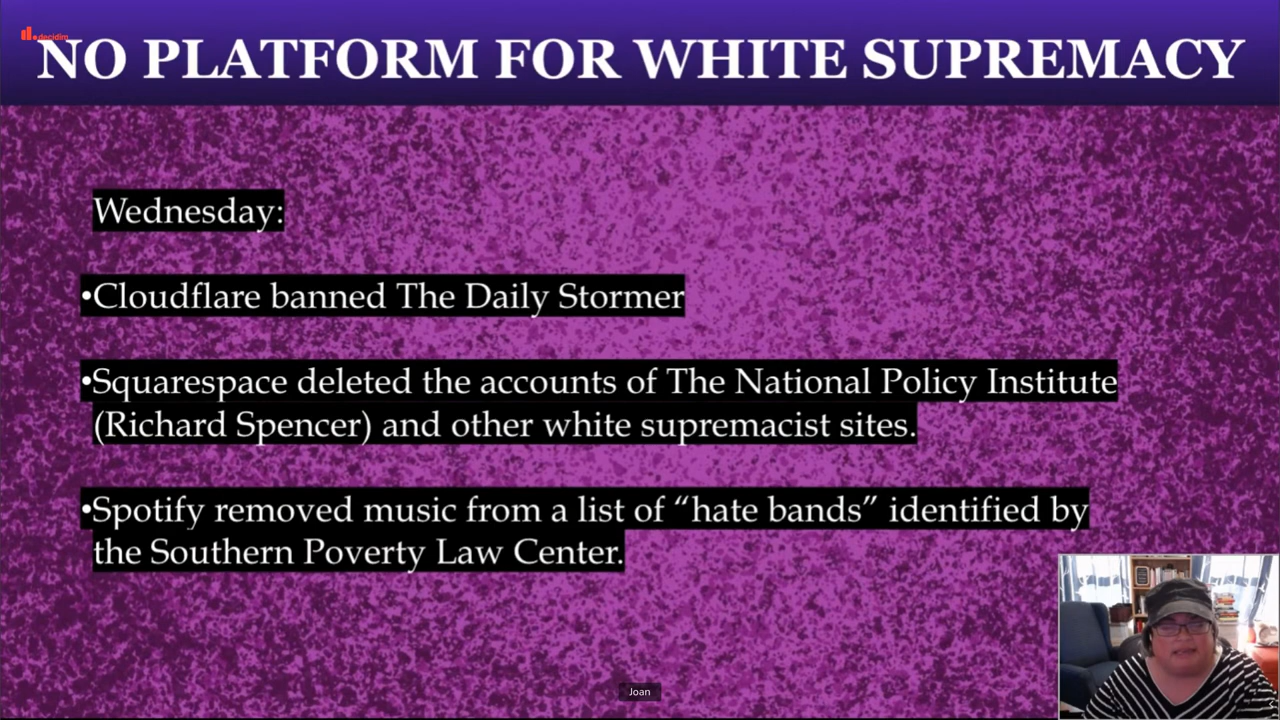 decidim
NO PLATFORM FOR WHITE SUPREMACY
Wednesday:
•Cloudflare banned The Daily Stormer
•Squarespace deleted the accounts of The National Policy Institute
(Richard Spencer) and other white supremacist sites.
•Spotify removed music from a list of “hate bands” identified by
the Southern Poverty Law Center.
Joan